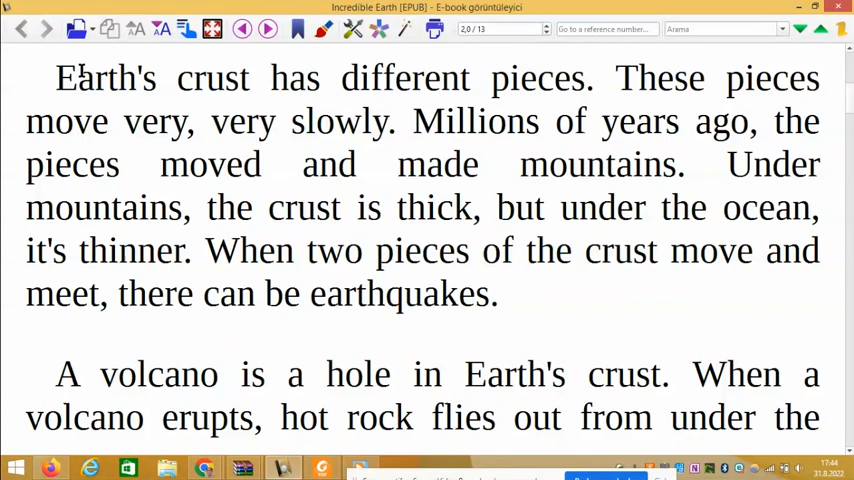 Incredible Earth [EPUB] - E-book görüntüleyici
2,0 / 13
Go to a reference number...
Arama
Earth's crust has different pieces. These pieces
move very, very slowly. Millions of years ago, the
pieces moved and made mountains. Under
mountains, the crust is thick, but under the ocean,
it's thinner. When two pieces of the crust move and
meet, there can be earthquakes.
A volcano is a hole in Earth's crust. When a
volcano erupts, hot rock flies out from under the
17:44
31.8.2022